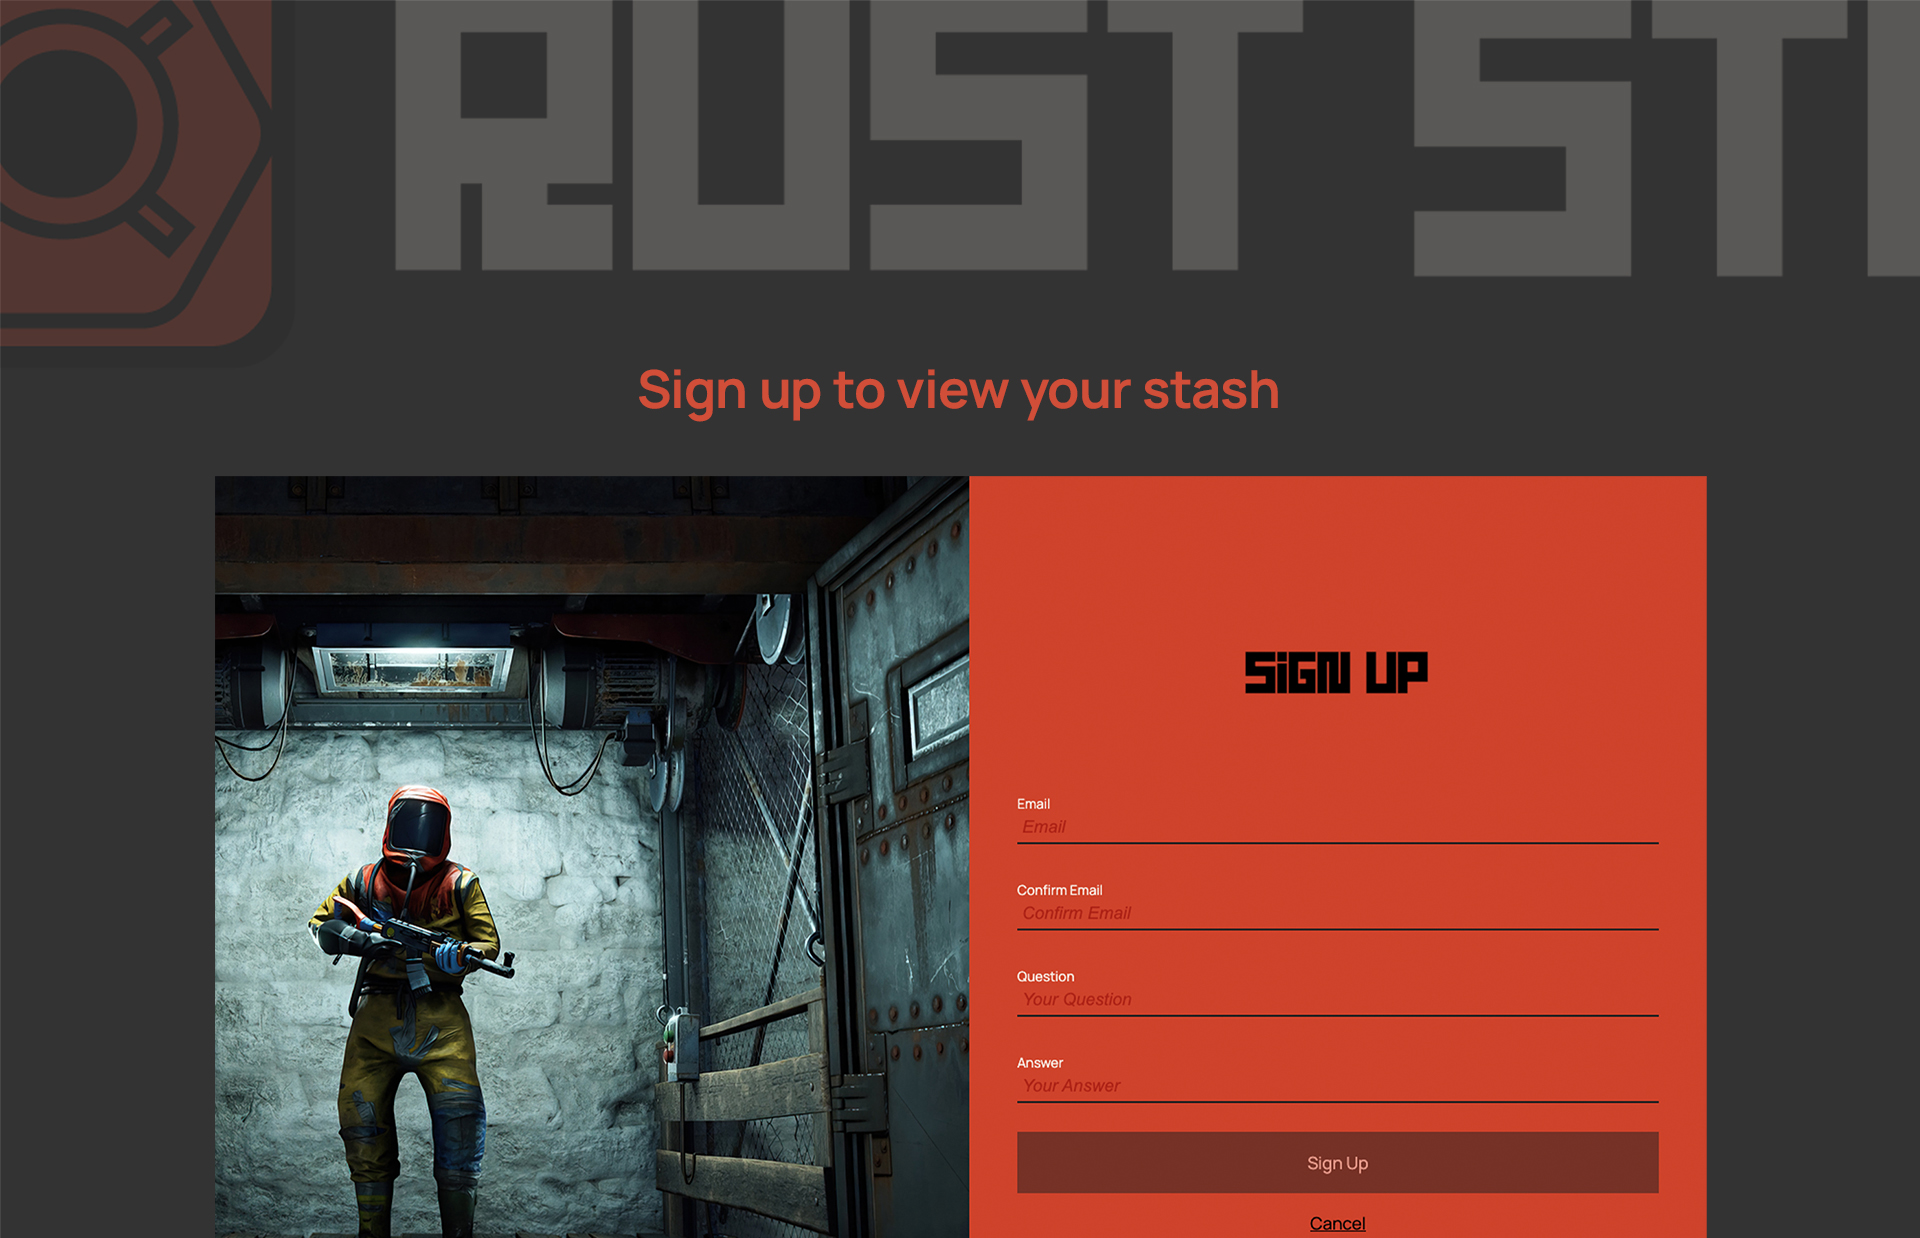 RUST ST
Sign up to view your stash
SiGN UP
Email
Email
Confirm Email
Confirm Email
Question
Your Question
Answer
Your Answer
Sign Up
Cancel